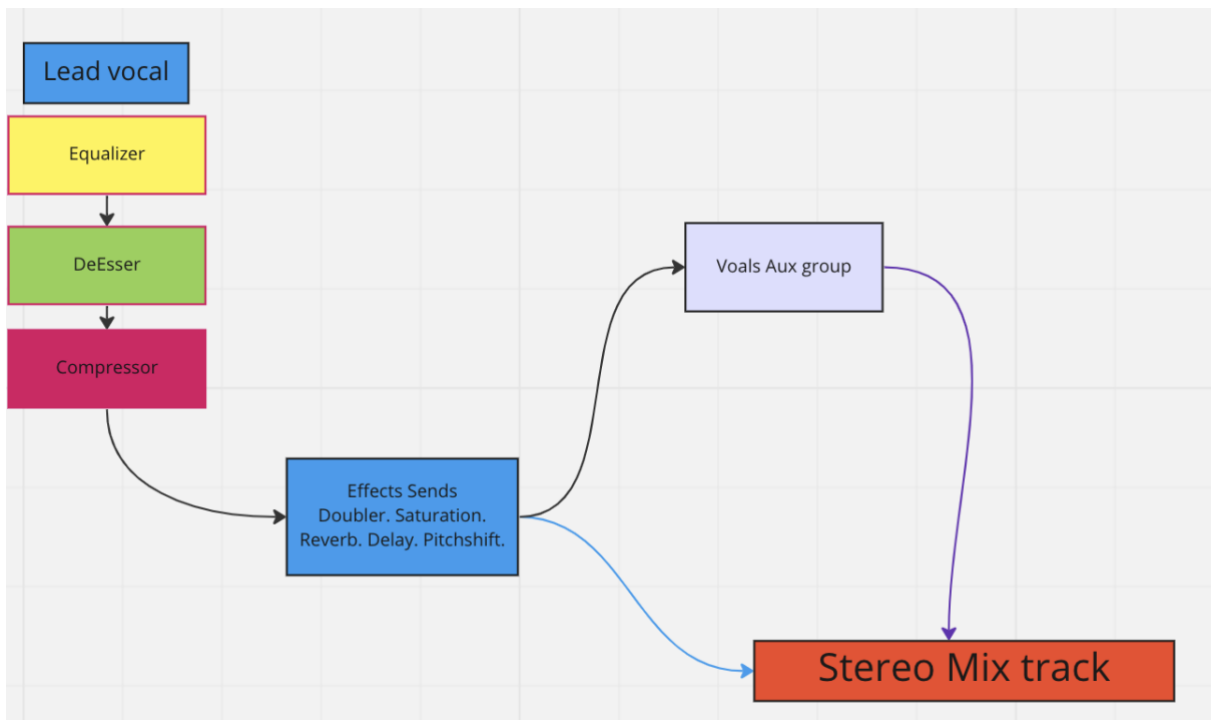 Lead vocal
Equalizer
DeEsser
Compressor
Effects Sends
Doubler. Saturation.
Reverb. Delay. Pitchshift.
Voals Aux group
Stereo Mix track